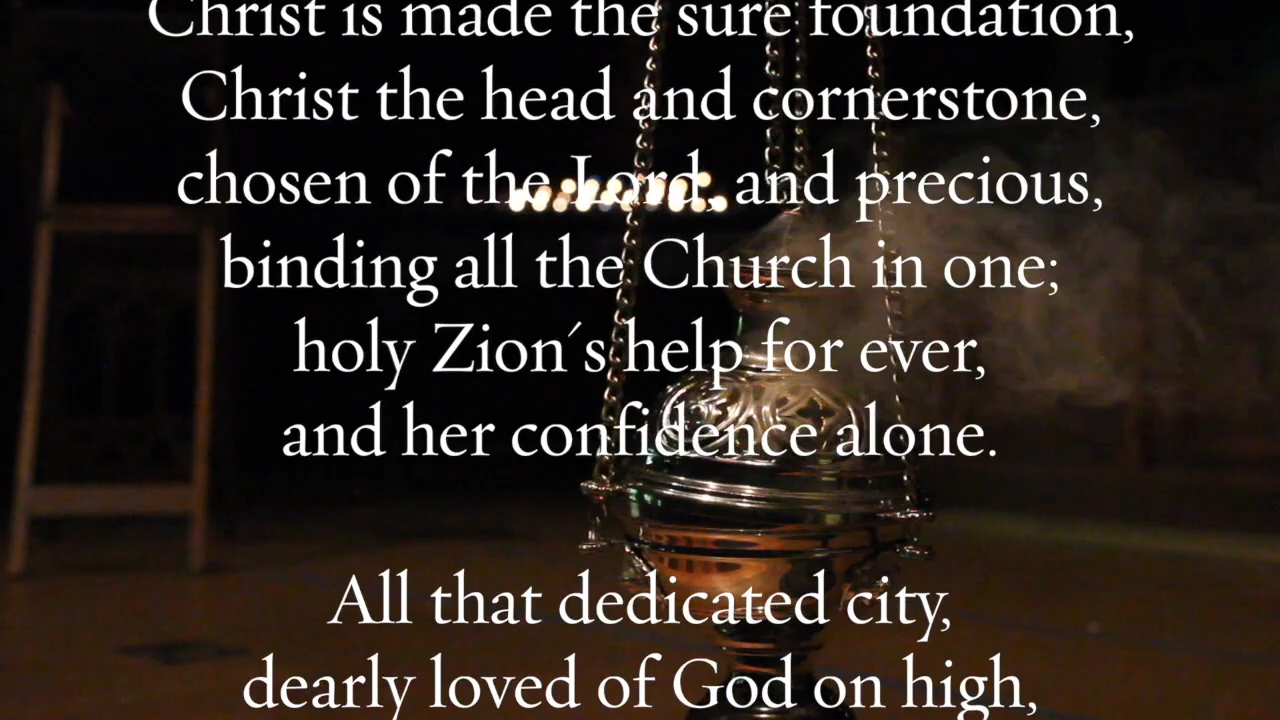 Christ is made the sure foundation,
Christ the head and cornerstone,
chosen of the Lord, and precious,
binding all the Church in one;
holy Zion´s help for ever,
and her confidence alone.
All that dedicated city,
dearly loved of God on high,